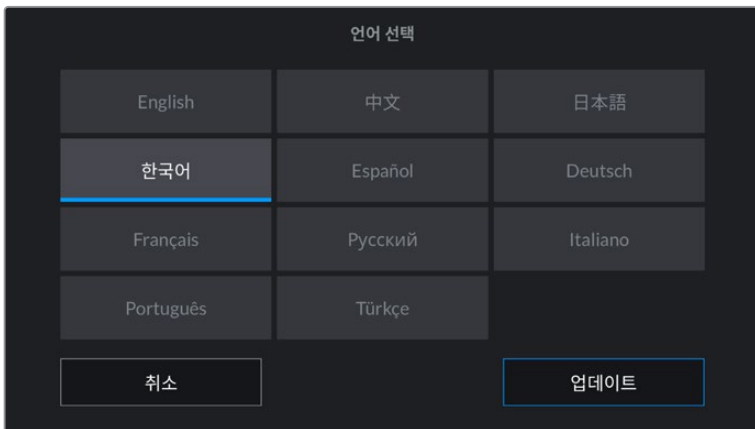 언어 선택
English 中文 日本語
한국어 Español Deutsch
Français Русский Italiano
Português Türkçe
취소 업데이트